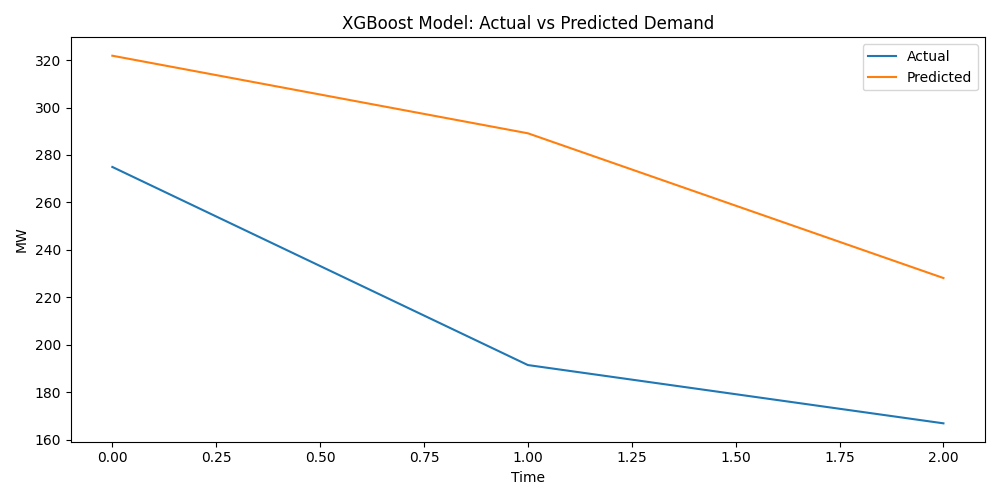 XGBoost Model: Actual vs Predicted Demand
Actual
Predicted
MW
320
300
280
260
240
220
200
180
160
0.00 0.25 0.50 0.75 1.00 1.25 1.50 1.75 2.00
Time